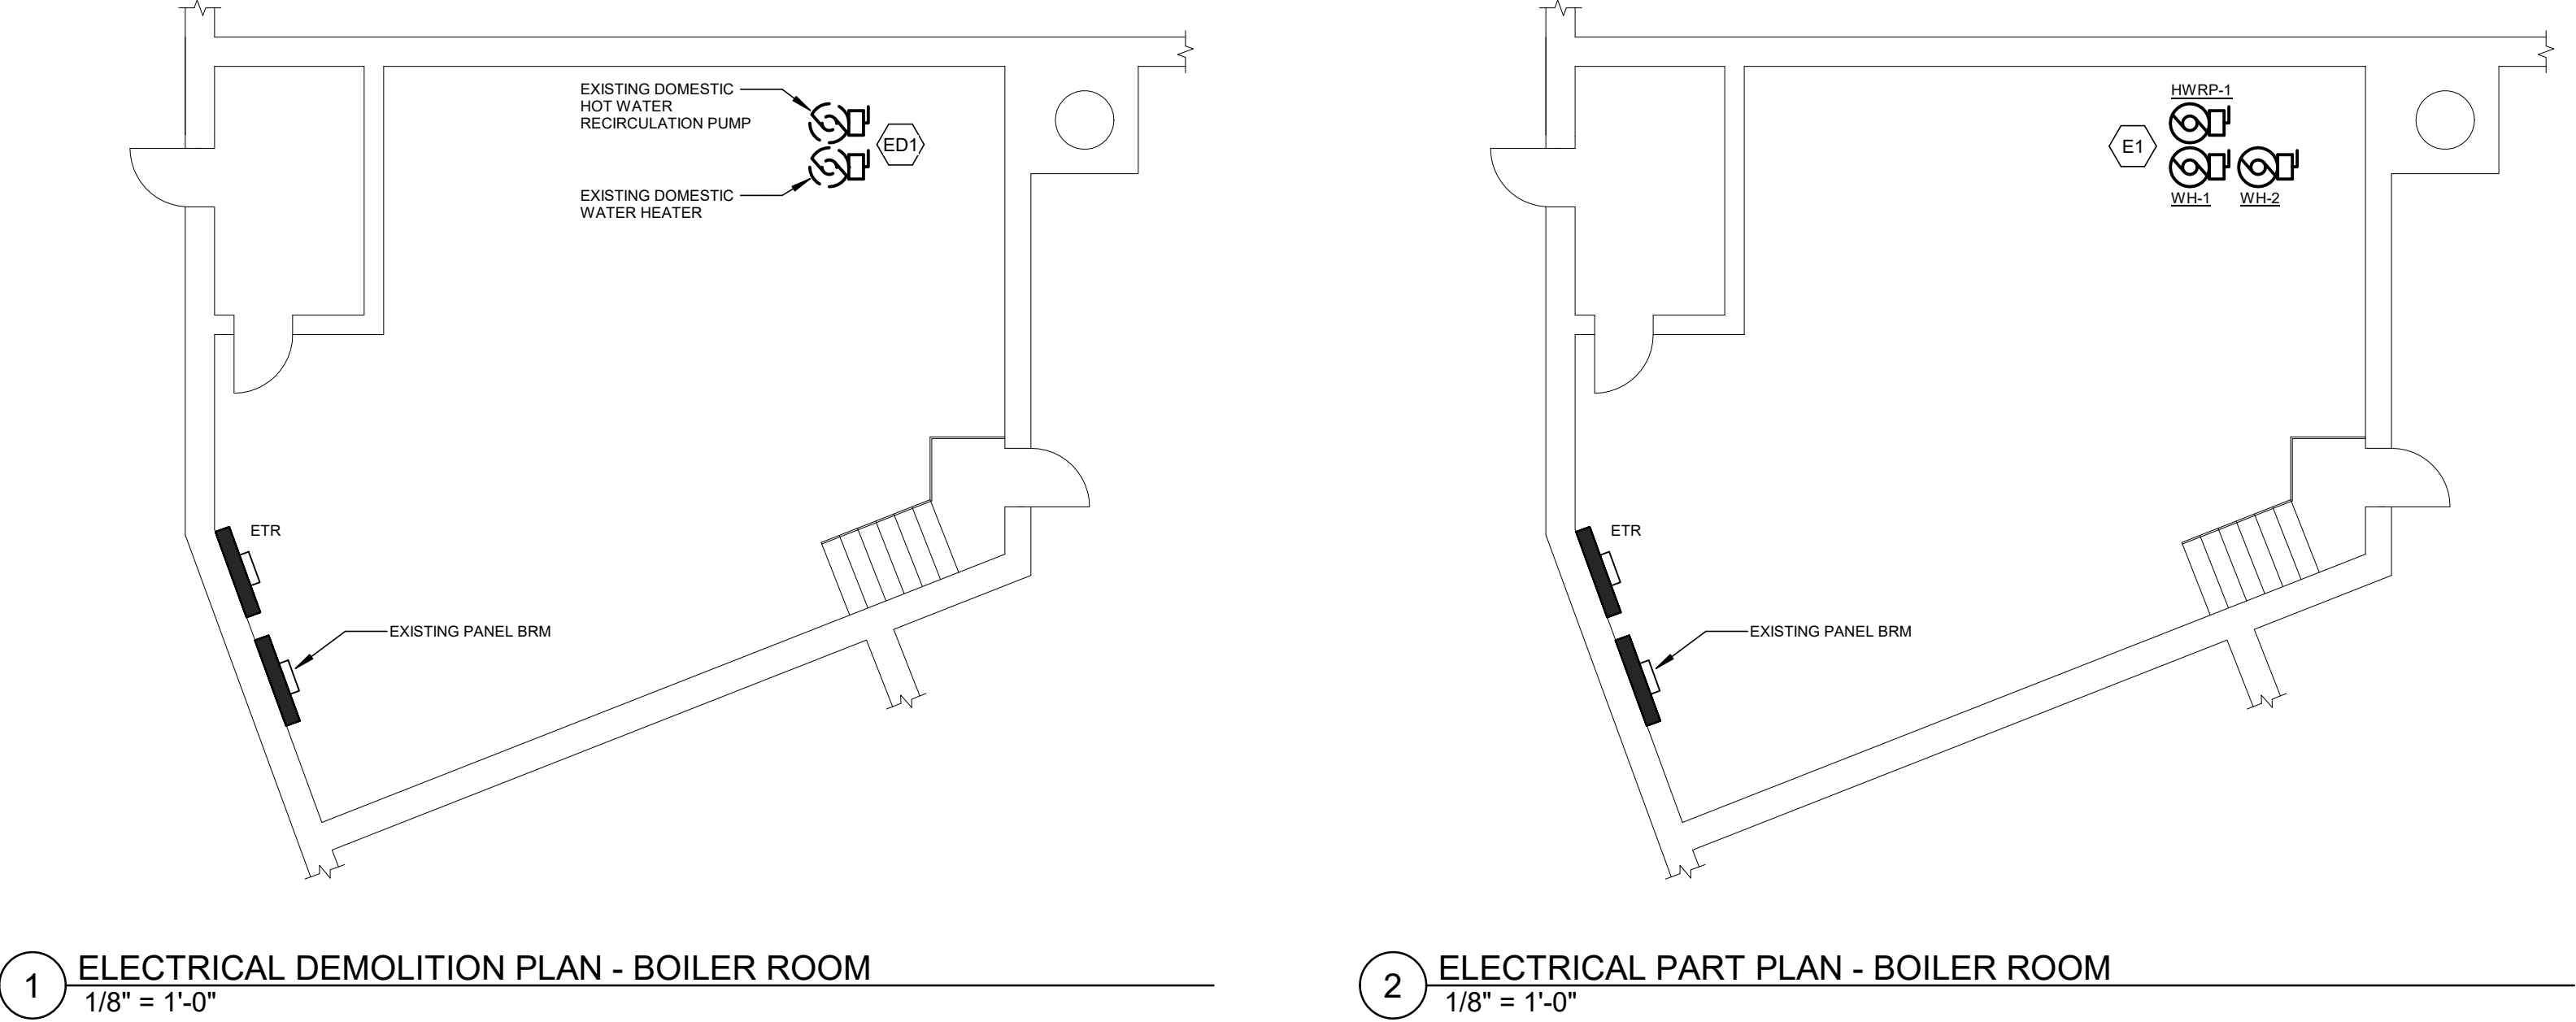 EXISTING DOMESTIC
HOT WATER
RECIRCULATION PUMP
ED1
EXISTING DOMESTIC
WATER HEATER
ETR
EXISTING PANEL BRM
1
ELECTRICAL DEMOLITION PLAN - BOILER ROOM
1/8" = 1'-0"
HWRP-1
E1
WH-1
WH-2
ETR
EXISTING PANEL BRM
2
ELECTRICAL PART PLAN - BOILER ROOM
1/8" = 1'-0"